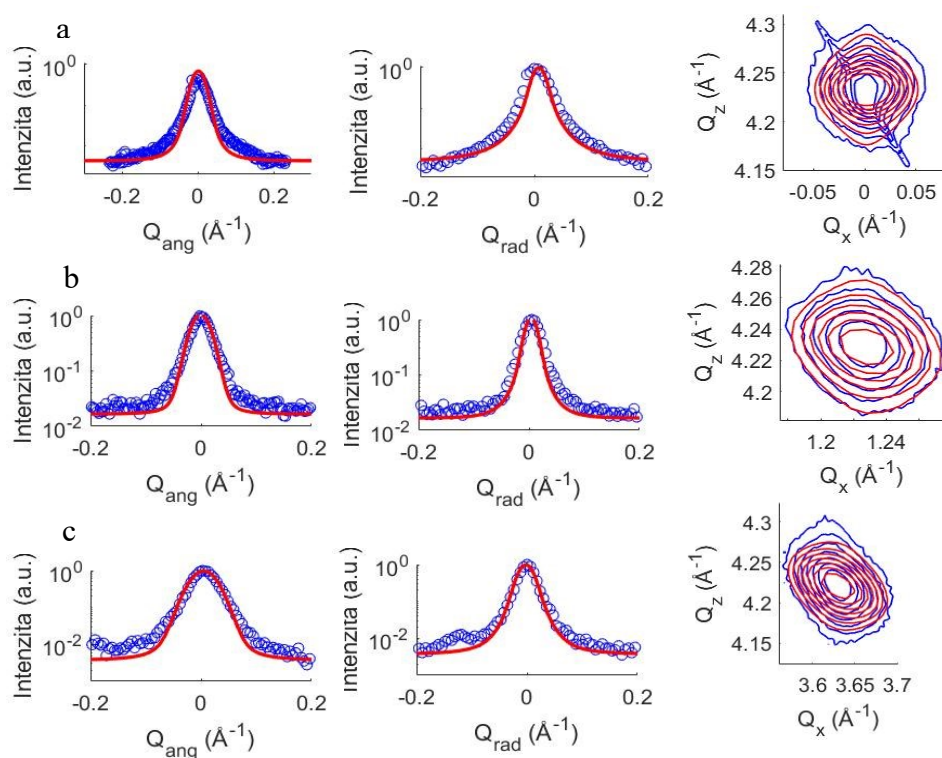 a
Intenzita (a.u.)
10^0
-0.2 0 0.2
Q_ang (Å^-1)
Intenzita (a.u.)
10^0
-0.2 0 0.2
Q_rad (Å^-1)
Q_z (Å^-1)
4.3
4.25
4.2
4.15
-0.05 0 0.05
Q_x (Å^-1)
b
Intenzita (a.u.)
10^0
10^-1
10^-2
-0.2 0 0.2
Q_ang (Å^-1)
Intenzita (a.u.)
10^0
10^-1
10^-2
-0.2 0 0.2
Q_rad (Å^-1)
Q_z (Å^-1)
4.28
4.26
4.24
4.22
4.2
1.2 1.24
Q_x (Å^-1)
c
Intenzita (a.u.)
10^0
10^-2
-0.2 0 0.2
Q_ang (Å^-1)
Intenzita (a.u.)
10^0
10^-2
-0.2 0 0.2
Q_rad (Å^-1)
Q_z (Å^-1)
4.3
4.25
4.2
4.15
3.6 3.65 3.7
Q_x (Å^-1)